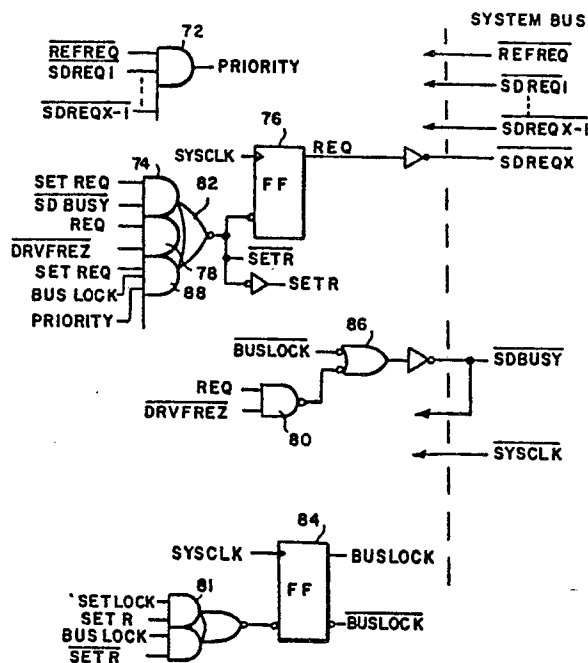 SYSTEM BUS
72
REFREQ
SDREQ1
SDREQX-1
PRIORITY
REFREQ
SDREQ1
SDREQX-1
76
SYSCLK
FF
REQ
SDREQX
74
82
SET REQ
SD BUSY
REQ
DRVFREZ
SET REQ
BUS LOCK
PRIORITY
78
88
SETR
SETR
86
BUSLOCK
SDBUSY
REQ
DRVFREZ
80
SYSCLK
84
SYSCLK
FF
BUSLOCK
BUSLOCK
81
SETLOCK
SET R
BUS LOCK
SET R